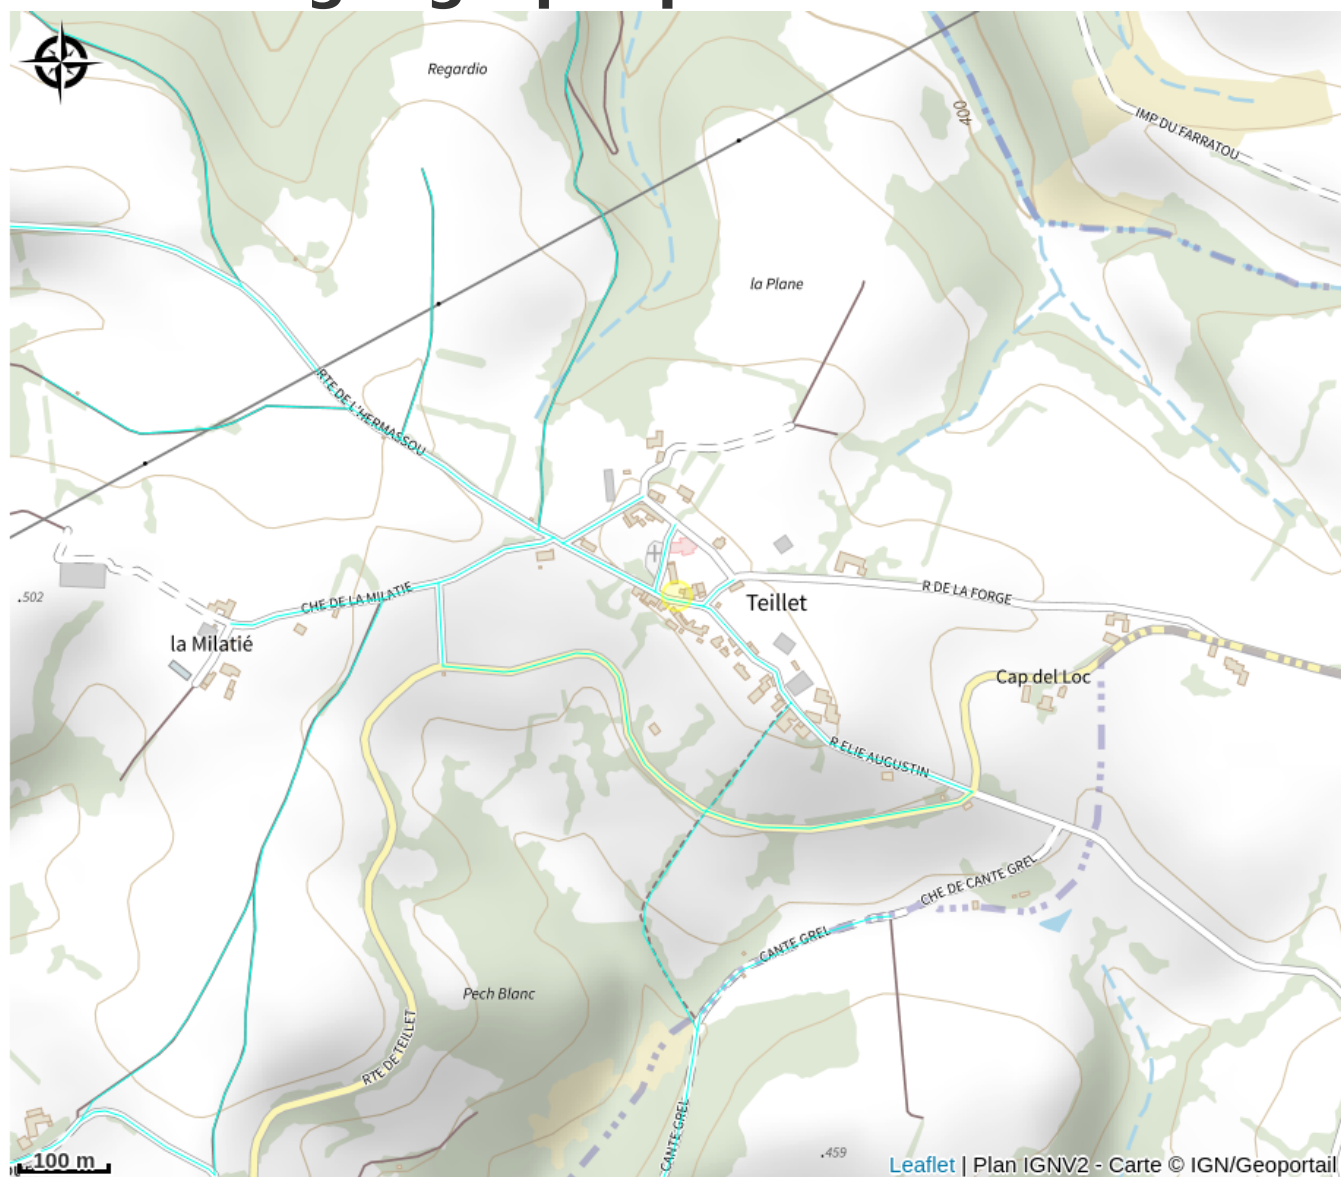 Regardio
400
IMP DU FARRATOU
la Plane
RTE DE L'HERMASSOU
.502
CHE DE LA MILATIE
R DE LA FORGE
Teillet
la Milatié
Cap del Loc
R ELIE AUGUSTIN
CHE DE CANTE GREL
CANTE GREL
Pech Blanc
RTE DE TEILLET
CANTE GREL
.459
100 m
Leaflet | Plan IGNV2 - Carte © IGN/Geoportail